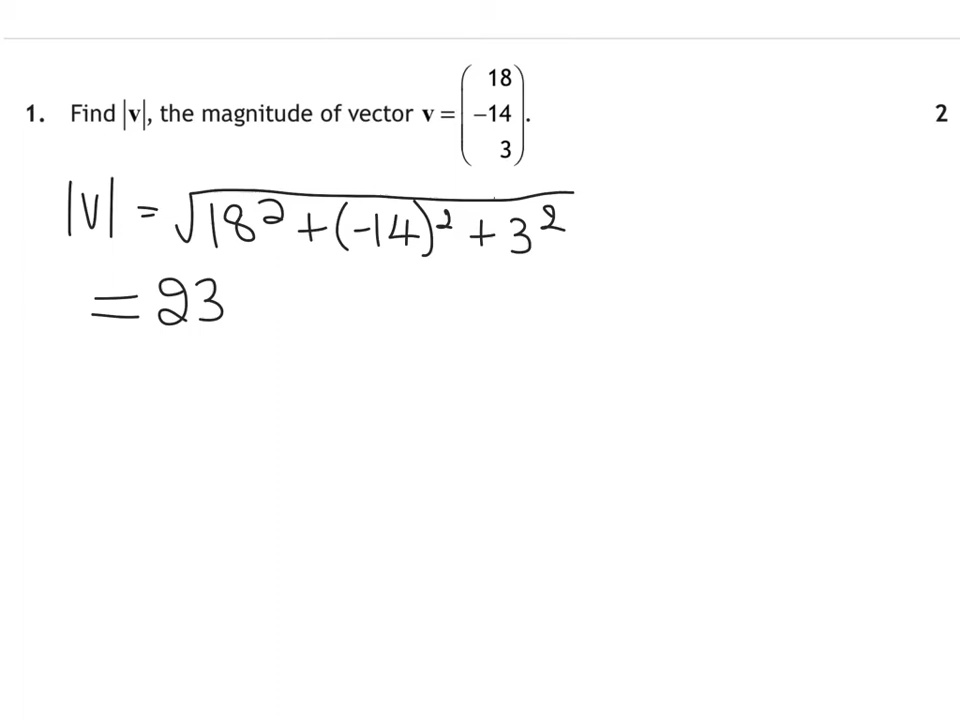 1. Find |v|, the magnitude of vector v = ( 18
−14
3 ). 2
|V| = √18² + (-14)² + 3²
= 23